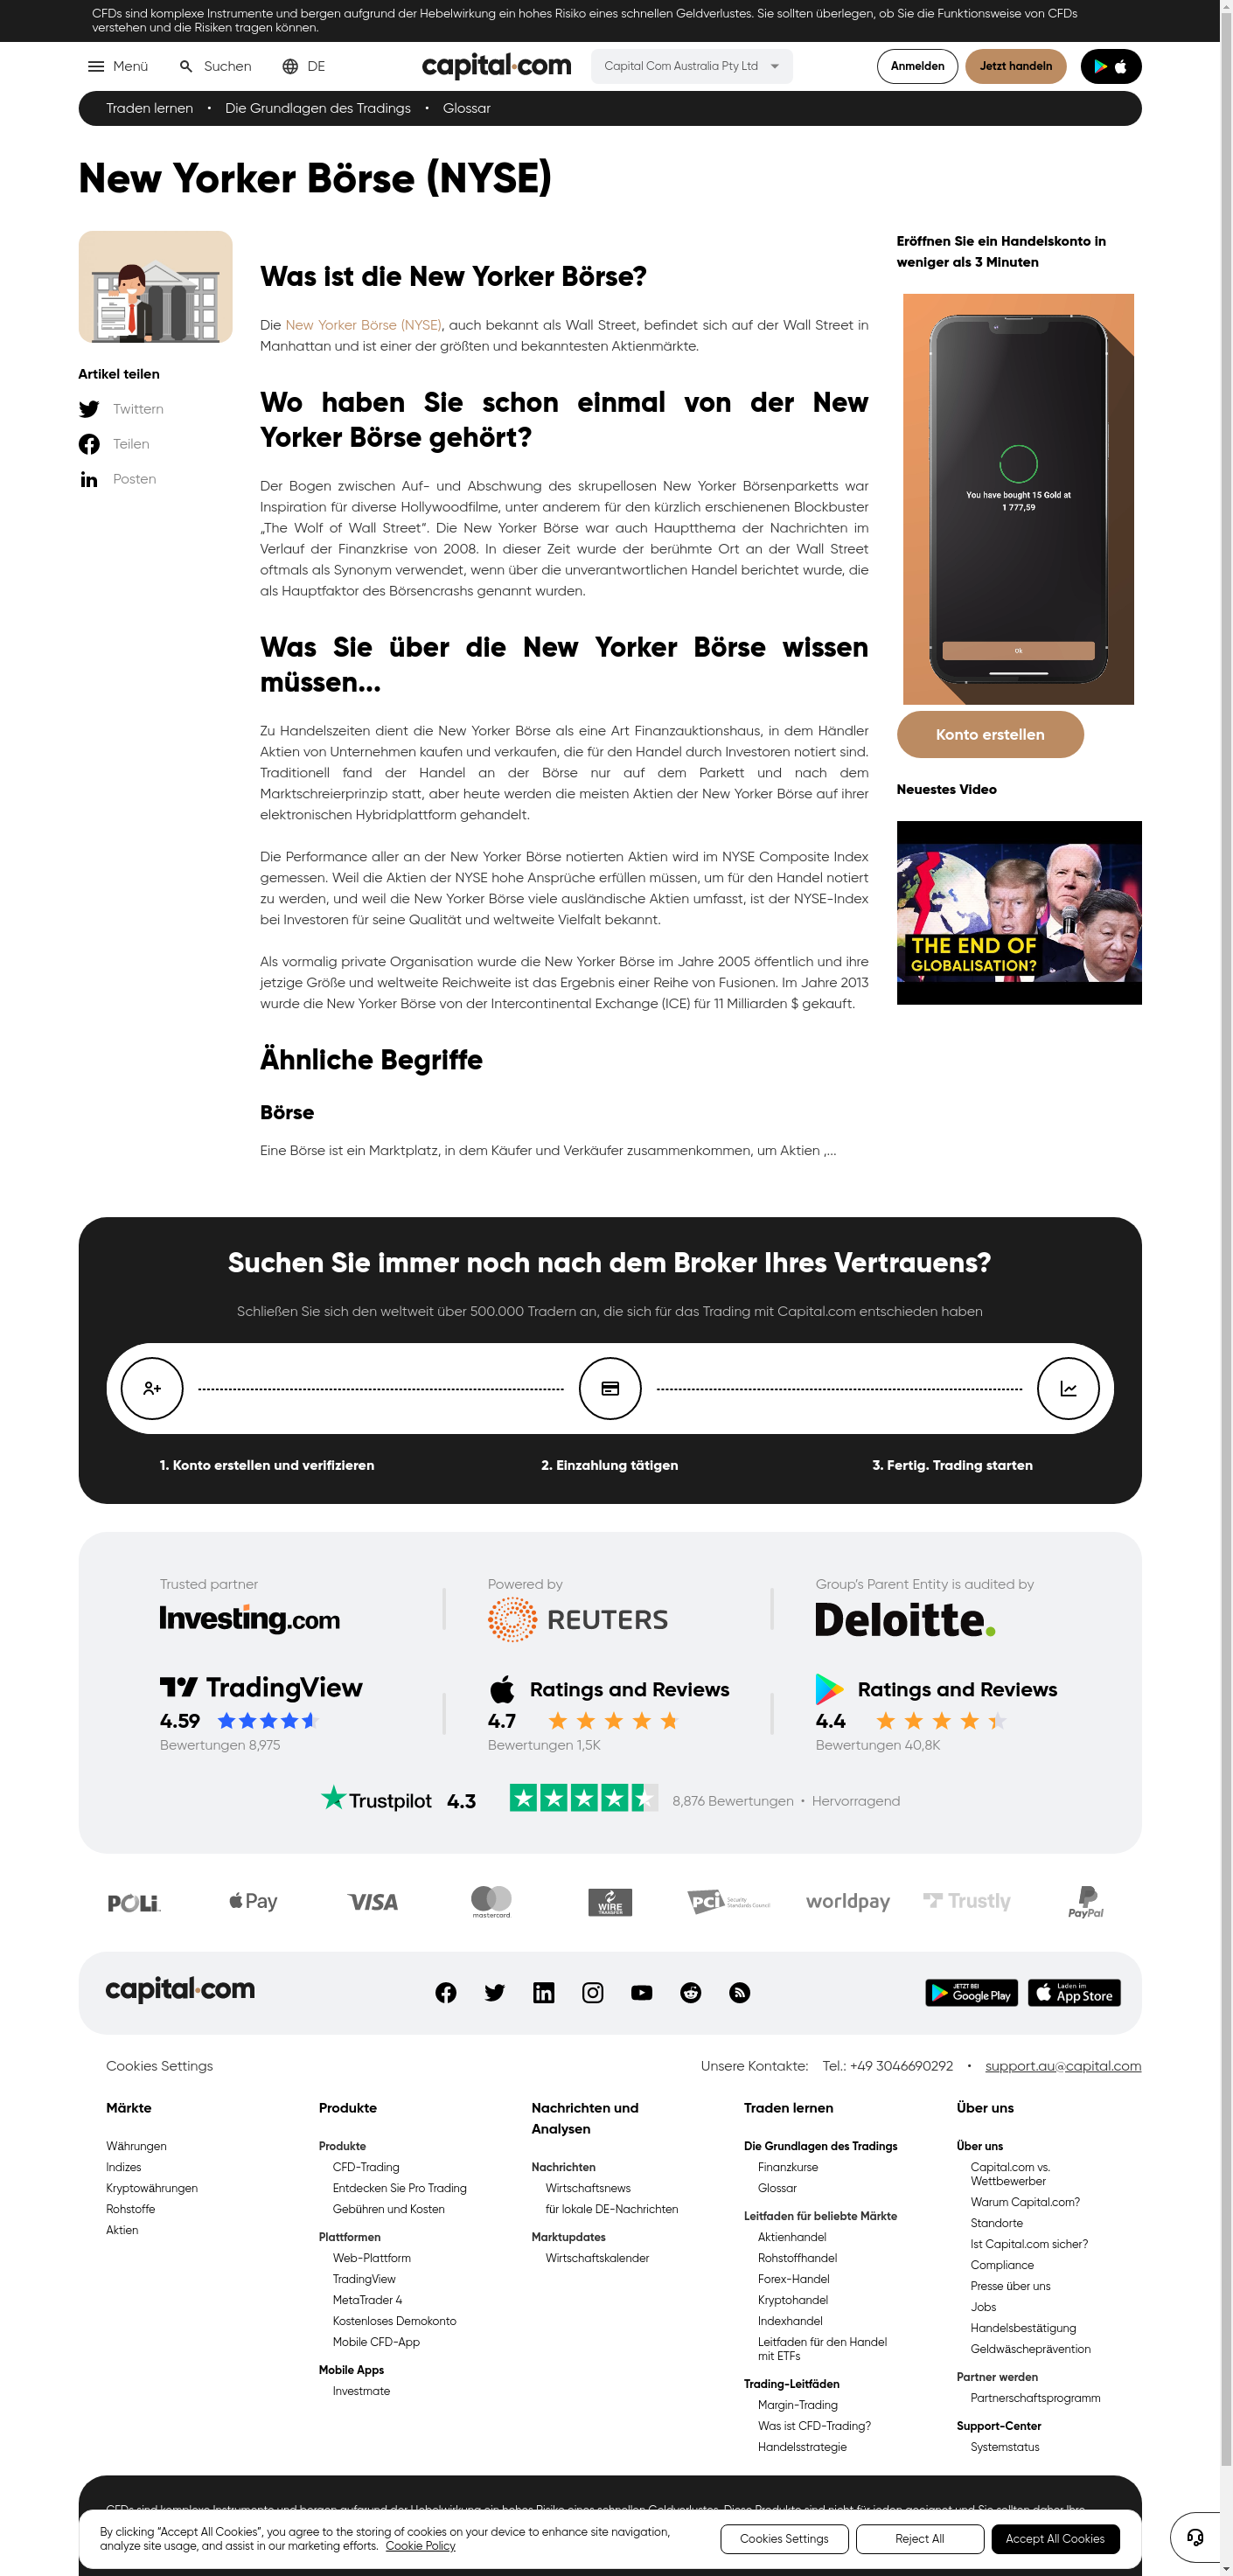 CFDs sind komplexe Instrumente und bergen aufgrund der Hebelwirkung ein hohes Risiko eines schnellen Geldverlustes. Sie sollten überlegen, ob Sie die Funktionsweise von CFDs
verstehen und die Risiken tragen können.
Menü Suchen DE capital.com Capital Com Australia Pty Ltd Anmelden Jetzt handeln
Traden lernen • Die Grundlagen des Tradings • Glossar
New Yorker Börse (NYSE)
Artikel teilen
Twittern
Teilen
Posten
Was ist die New Yorker Börse?
Die New Yorker Börse (NYSE), auch bekannt als Wall Street, befindet sich auf der Wall Street in
Manhattan und ist einer der größten und bekanntesten Aktienmärkte.
Wo haben Sie schon einmal von der New
Yorker Börse gehört?
Der Bogen zwischen Auf- und Abschwung des skrupellosen New Yorker Börsenparketts war
Inspiration für diverse Hollywoodfilme, unter anderem für den kürzlich erschienenen Blockbuster
„The Wolf of Wall Street“. Die New Yorker Börse war auch Hauptthema der Nachrichten im
Verlauf der Finanzkrise von 2008. In dieser Zeit wurde der berühmte Ort an der Wall Street
oftmals als Synonym verwendet, wenn über die unverantwortlichen Handel berichtet wurde, die
als Hauptfaktor des Börsencrashs genannt wurden.
Was Sie über die New Yorker Börse wissen
müssen...
Zu Handelszeiten dient die New Yorker Börse als eine Art Finanzauktionshaus, in dem Händler
Aktien von Unternehmen kaufen und verkaufen, die für den Handel durch Investoren notiert sind.
Traditionell fand der Handel an der Börse nur auf dem Parkett und nach dem
Marktschreierprinzip statt, aber heute werden die meisten Aktien der New Yorker Börse auf ihrer
elektronischen Hybridplattform gehandelt.
Die Performance aller an der New Yorker Börse notierten Aktien wird im NYSE Composite Index
gemessen. Weil die Aktien der NYSE hohe Ansprüche erfüllen müssen, um für den Handel notiert
zu werden, und weil die New Yorker Börse viele ausländische Aktien umfasst, ist der NYSE-Index
bei Investoren für seine Qualität und weltweite Vielfalt bekannt.
Als vormalig private Organisation wurde die New Yorker Börse im Jahre 2005 öffentlich und ihre
jetzige Größe und weltweite Reichweite ist das Ergebnis einer Reihe von Fusionen. Im Jahre 2013
wurde die New Yorker Börse von der Intercontinental Exchange (ICE) für 11 Milliarden $ gekauft.
Ähnliche Begriffe
Börse
Eine Börse ist ein Marktplatz, in dem Käufer und Verkäufer zusammenkommen, um Aktien ,...
Eröffnen Sie ein Handelskonto in
weniger als 3 Minuten
You have bought 15 Gold at
1 777,59
Ok
Konto erstellen
Neuestes Video
THE END OF
GLOBALISATION?
Suchen Sie immer noch nach dem Broker Ihres Vertrauens?
Schließen Sie sich den weltweit über 500.000 Tradern an, die sich für das Trading mit Capital.com entschieden haben
1. Konto erstellen und verifizieren
2. Einzahlung tätigen
3. Fertig. Trading starten
Trusted partner
Investing.com
Powered by
REUTERS
Group's Parent Entity is audited by
Deloitte.
TradingView
4.59
Bewertungen 8,975
Ratings and Reviews
4.7
Bewertungen 1,5K
Ratings and Reviews
4.4
Bewertungen 40,8K
Trustpilot 4.3 8,876 Bewertungen • Hervorragend
POLi Pay VISA mastercard WIRE TRANSFER PCI Security Standards Council worldpay Trustly PayPal
capital.com
JETZT BEI Google Play
Laden im App Store
Cookies Settings
Unsere Kontakte: Tel.: +49 3046690292 • support.au@capital.com
Märkte
Währungen
Indizes
Kryptowährungen
Rohstoffe
Aktien
Produkte
Produkte
CFD-Trading
Entdecken Sie Pro Trading
Gebühren und Kosten
Plattformen
Web-Plattform
TradingView
MetaTrader 4
Kostenloses Demokonto
Mobile CFD-App
Mobile Apps
Investmate
Nachrichten und
Analysen
Nachrichten
Wirtschaftsnews
für lokale DE-Nachrichten
Marktupdates
Wirtschaftskalender
Traden lernen
Die Grundlagen des Tradings
Finanzkurse
Glossar
Leitfaden für beliebte Märkte
Aktienhandel
Rohstoffhandel
Forex-Handel
Kryptohandel
Indexhandel
Leitfaden für den Handel
mit ETFs
Trading-Leitfäden
Margin-Trading
Was ist CFD-Trading?
Handelsstrategie
Über uns
Über uns
Capital.com vs.
Wettbewerber
Warum Capital.com?
Standorte
Ist Capital.com sicher?
Compliance
Presse über uns
Jobs
Handelsbestätigung
Geldwäscheprävention
Partner werden
Partnerschaftsprogramm
Support-Center
Systemstatus
By clicking “Accept All Cookies”, you agree to the storing of cookies on your device to enhance site navigation,
analyze site usage, and assist in our marketing efforts. Cookie Policy
Cookies Settings
Reject All
Accept All Cookies